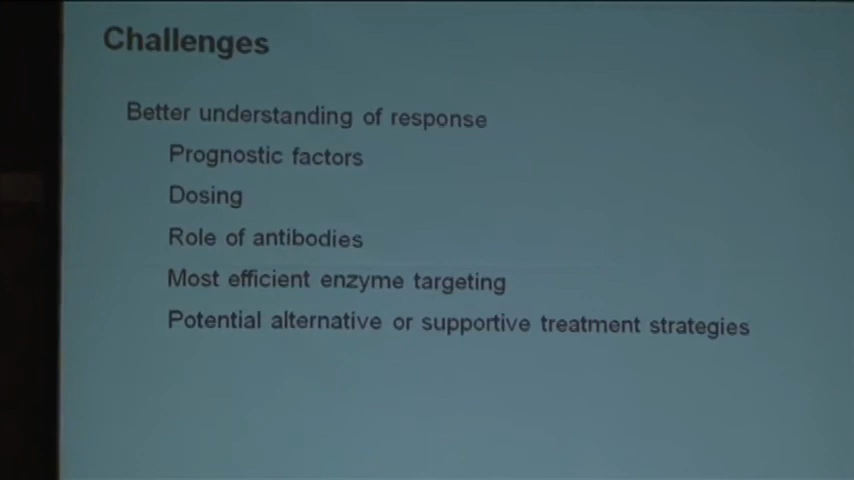 Challenges
Better understanding of response
Prognostic factors
Dosing
Role of antibodies
Most efficient enzyme targeting
Potential alternative or supportive treatment strategies